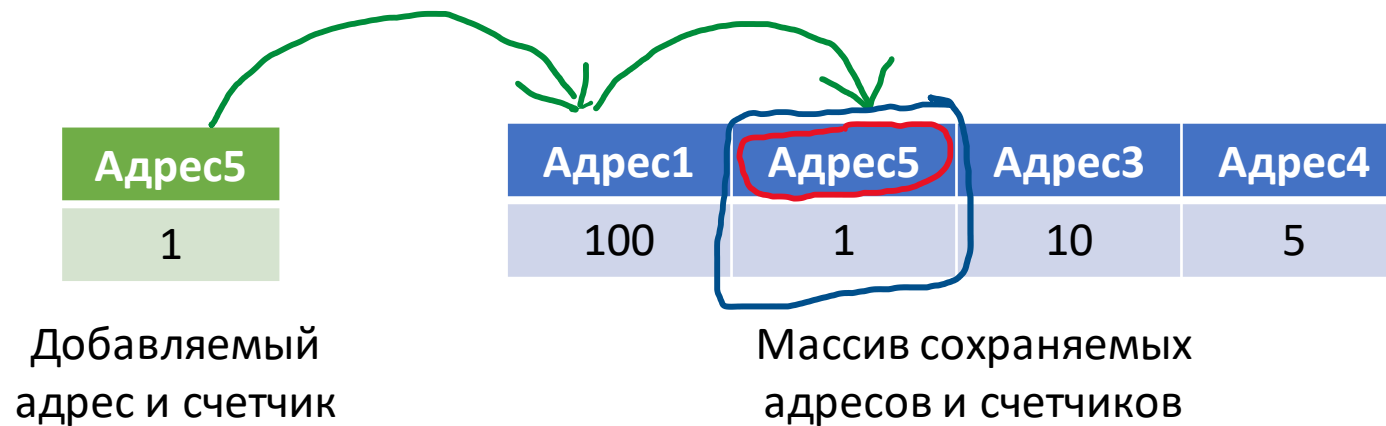 Адрес5
1
Добавляемый
адрес и счетчик
Адрес1 Адрес5 Адрес3 Адрес4
100 1 10 5
Массив сохраняемых
адресов и счетчиков